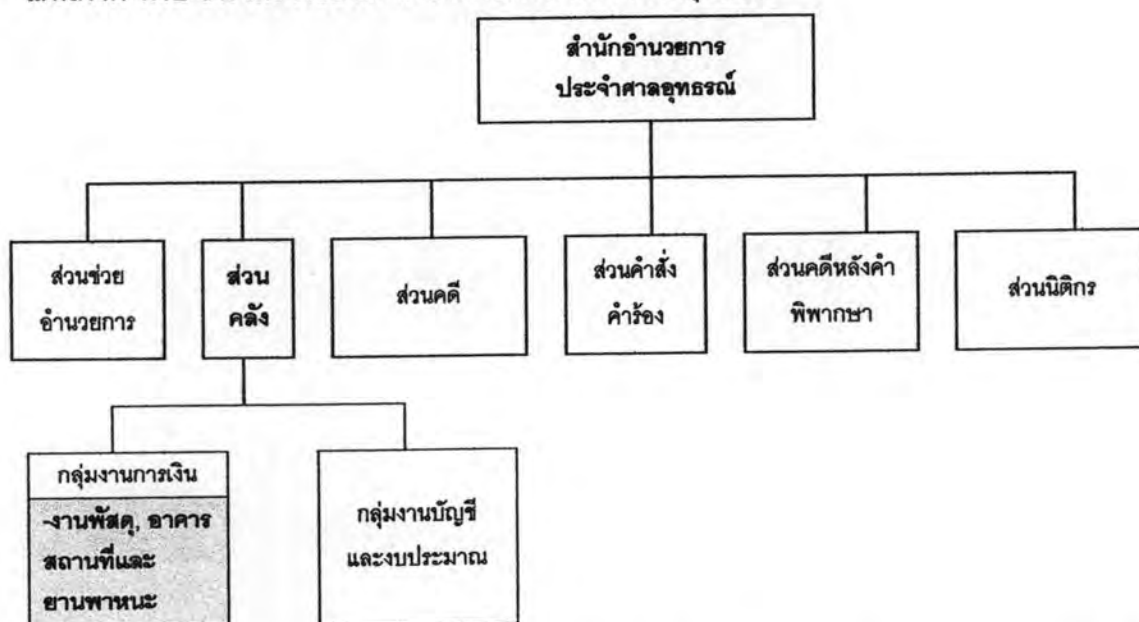 สำนักอำนวยการ
ประจำศาลอุทธรณ์
ส่วนช่วย
อำนวยการ
ส่วน
คลัง
ส่วนคดี
ส่วนคำสั่ง
คำร้อง
ส่วนคดีหลังคำ
พิพากษา
ส่วนนิติกร
กลุ่มงานการเงิน
-งานพัสดุ, อาคาร
สถานที่และ
ยานพาหนะ
กลุ่มงานบัญชี
และงบประมาณ